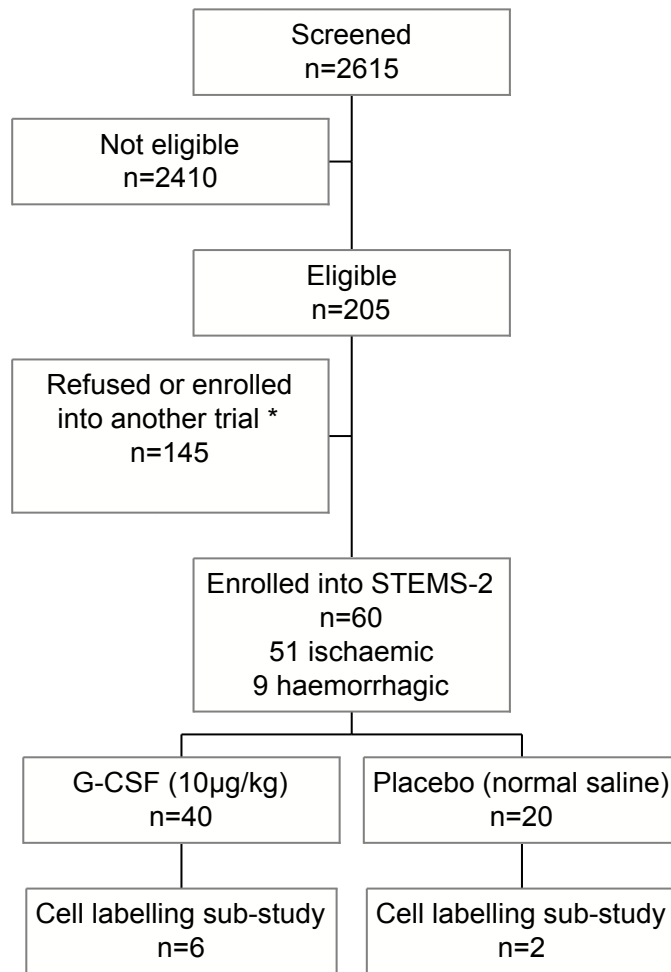 Screened
n=2615
Not eligible
n=2410
Eligible
n=205
Refused or enrolled
into another trial *
n=145
Enrolled into STEMS-2
n=60
51 ischaemic
9 haemorrhagic
G-CSF (10µg/kg)
n=40
Placebo (normal saline)
n=20
Cell labelling sub-study
n=6
Cell labelling sub-study
n=2